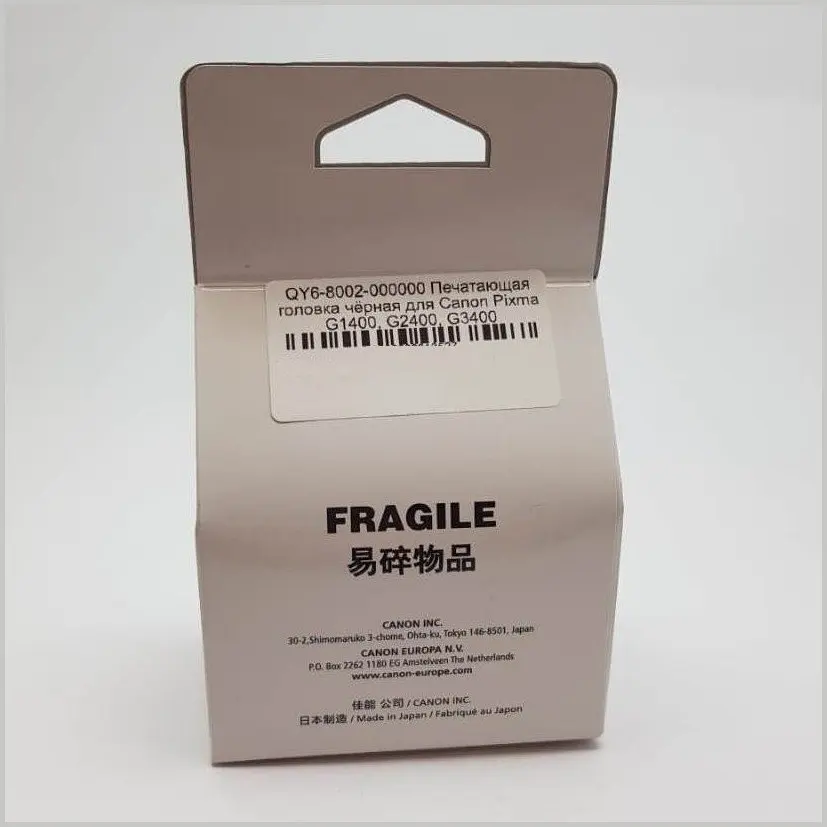 QY6-8002-000000 Печатающая
головка чёрная для Canon Pixma
G1400, G2400, G3400
FRAGILE
易碎物品
CANON INC.
30-2,Shimomaruko 3-chome, Ohta-ku, Tokyo 146-8501, Japan
CANON EUROPA N.V.
P.O. Box 2262 1180 EG Amstelveen The Netherlands
www.canon-europe.com
佳能 公司 / CANON INC.
日本制造 / Made in Japan / Fabriqué au Japon